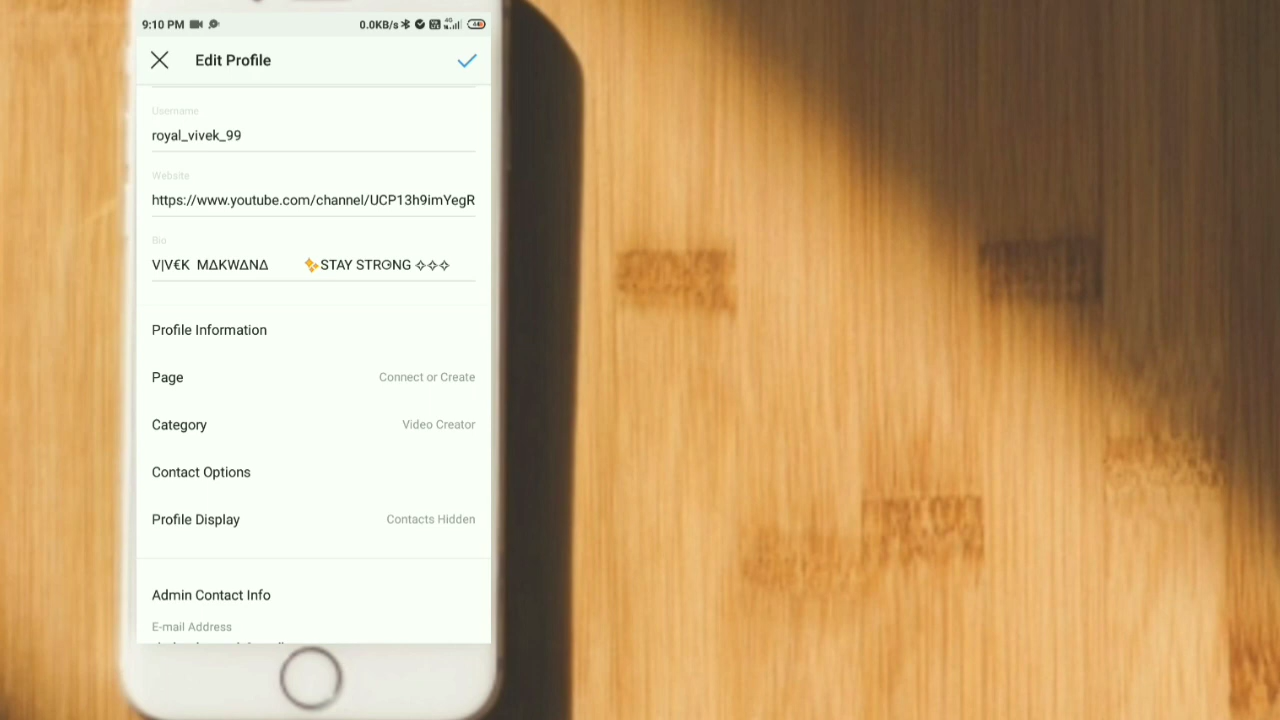 9:10 PM 0.0KB/s 4G
Edit Profile
Username
royal_vivek_99
Website
https://www.youtube.com/channel/UCP13h9imYegR
Bio
V|V€K MΔKWΔNΔ ✨STAY STRΘNG ✧✧✧
Profile Information
Page Connect or Create
Category Video Creator
Contact Options
Profile Display Contacts Hidden
Admin Contact Info
E-mail Address